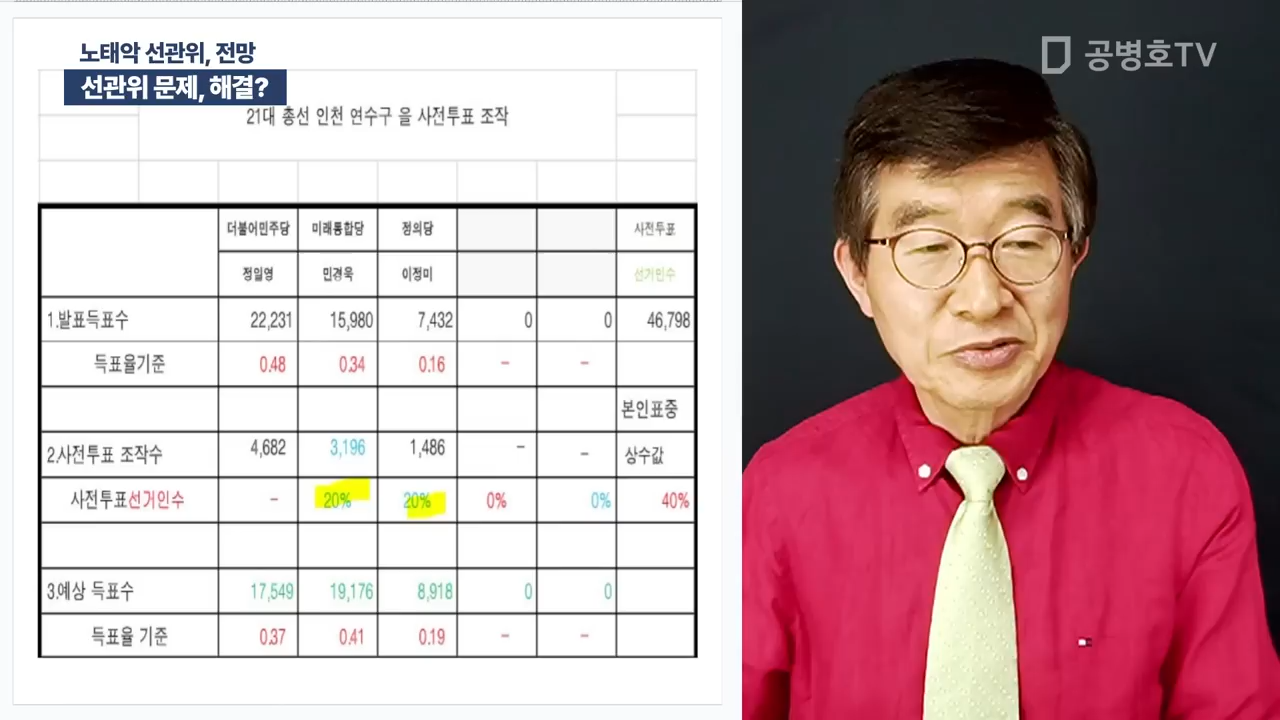 노태악 선관위, 전망
선관위 문제, 해결?
공병호TV
21대 총선 인천 연수구 을 사전투표 조작
더불어민주당 미래통합당 정의당 사전투표
정일영 민경욱 이정미 선거인수
1.발표득표수 22,231 15,980 7,432 0 0 46,798
득표율기준 0.48 0.34 0.16 – –
본인표중
2.사전투표 조작수 4,682 3,196 1,486 – – 상수값
사전투표선거인수 – 20% 20% 0% 0% 40%
3.예상 득표수 17,549 19,176 8,918 0 0
득표율 기준 0.37 0.41 0.19 – –